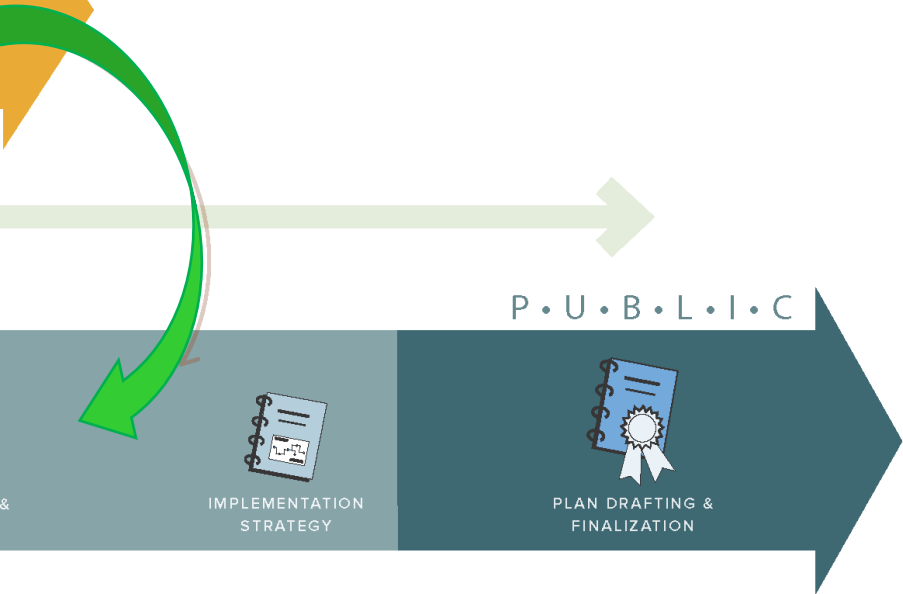 P•U•B•L•I•C
&
IMPLEMENTATION
STRATEGY
PLAN DRAFTING &
FINALIZATION